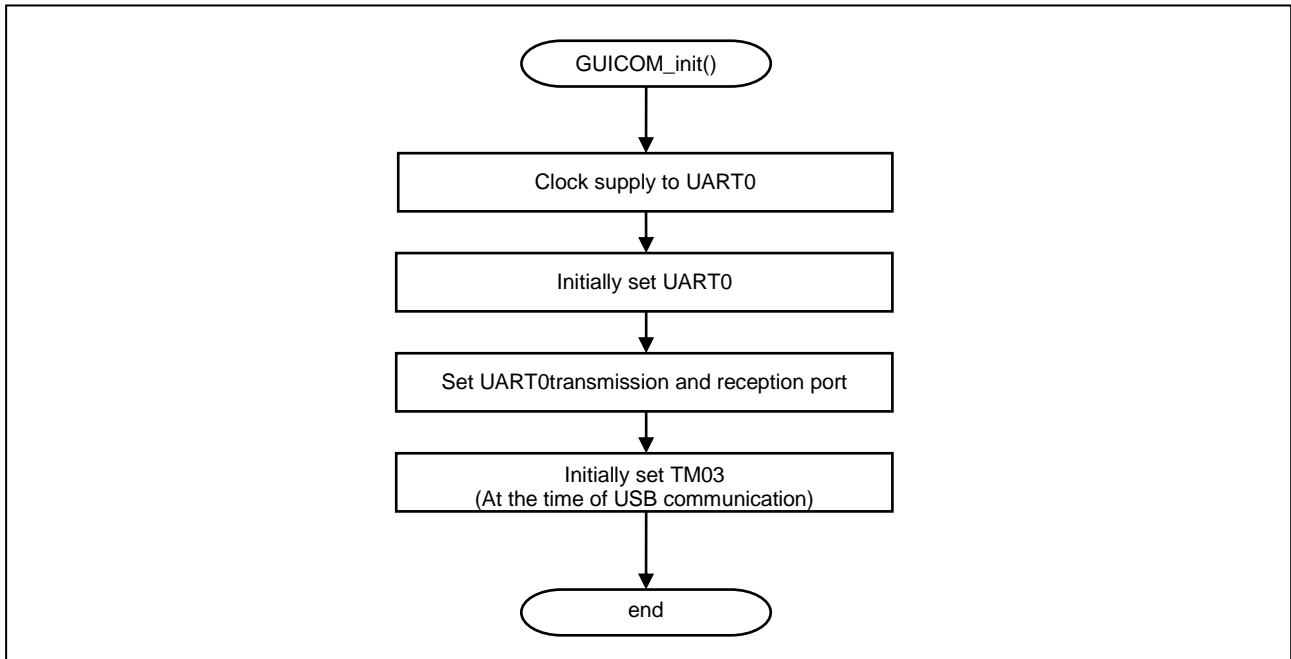 GUICOM_init()
Clock supply to UART0
Initially set UART0
Set UART0transmission and reception port
Initially set TM03
(At the time of USB communication)
end